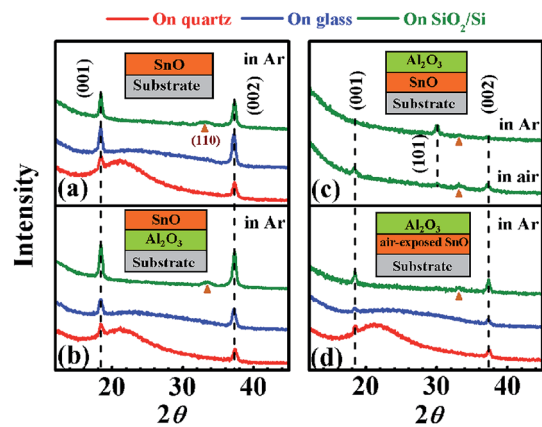 On quartz On glass On SiO₂/Si
(001) SnO Substrate (002) in Ar
(110)
(a)
SnO Al₂O₃ Substrate in Ar
(b)
Al₂O₃ SnO Substrate in Ar
(001) (002)
(101)
in air
(c)
Al₂O₃ air-exposed SnO Substrate in Ar
(d)
Intensity
20 30 40 20 30 40
2θ 2θ